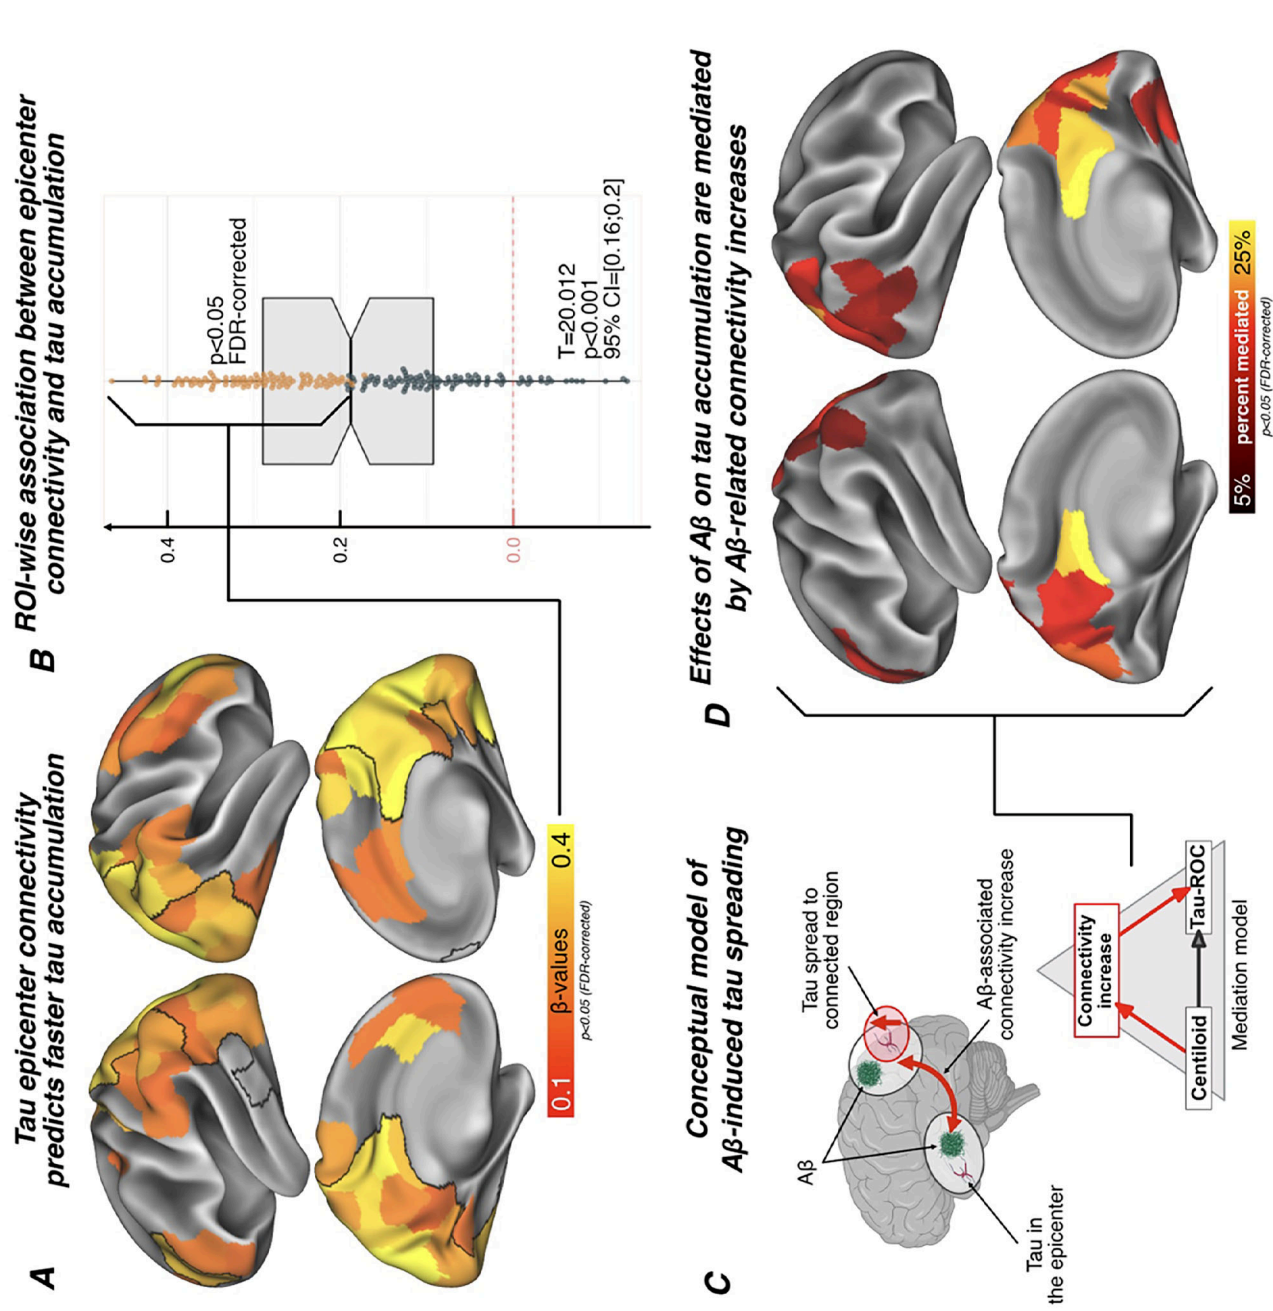 A
Tau epicenter connectivity
predicts faster tau accumulation
0.1 β-values 0.4
p<0.05 (FDR-corrected)
B
ROI-wise association between epicenter
connectivity and tau accumulation
0.4
0.2
0.0
p<0.05
FDR-corrected
T=20.012
p<0.001
95% CI=[0.16;0.2]
C
Conceptual model of
Aβ-induced tau spreading
Aβ
Tau spread to
connected region
Tau in
the epicenter
Aβ-associated
connectivity increase
Connectivity
increase
Centiloid
Tau-ROC
Mediation model
D
Effects of Aβ on tau accumulation are mediated
by Aβ-related connectivity increases
5% percent mediated 25%
p<0.05 (FDR-corrected)